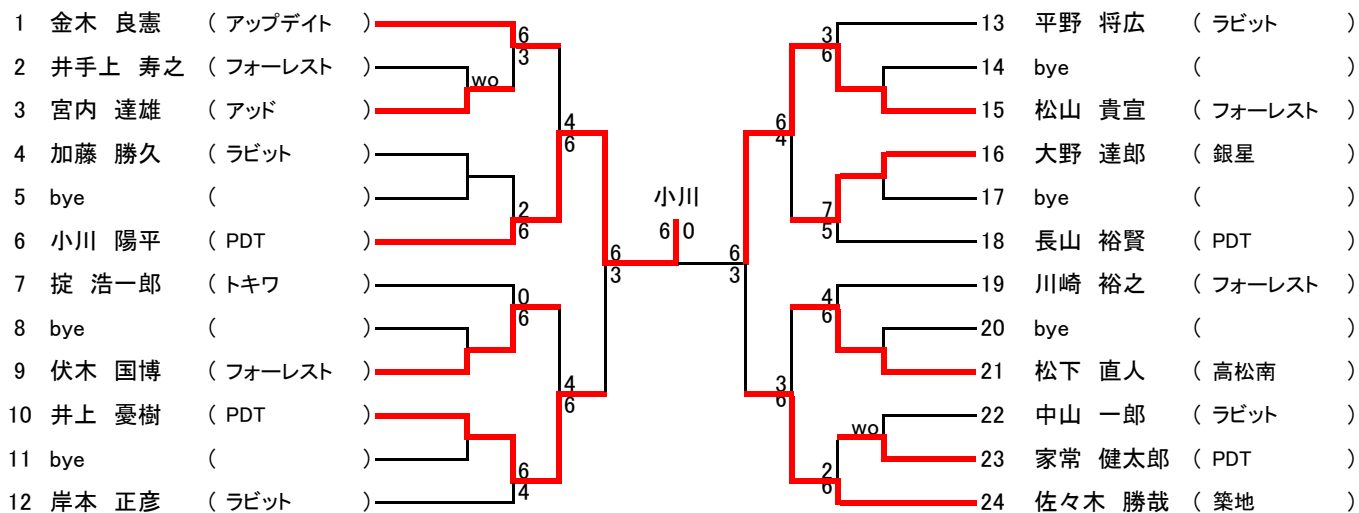 1 金木 良憲 ( アップデイト )
2 井手上 寿之 ( フォーレスト )
3 宮内 達雄 ( アッド )
4 加藤 勝久 ( ラビット )
5 bye ( )
6 小川 陽平 ( PDT )
7 掟 浩一郎 ( トキワ )
8 bye ( )
9 伏木 国博 ( フォーレスト )
10 井上 憂樹 ( PDT )
11 bye ( )
12 岸本 正彦 ( ラビット )
6
3
wo
4
6
2
6
0
6
4
6
6
4
6
3
小川
6 0
6
3
3
6
6
4
7
5
4
6
3
6
wo
2
6
13 平野 将広 ( ラビット )
14 bye ( )
15 松山 貴宣 ( フォーレスト )
16 大野 達郎 ( 銀星 )
17 bye ( )
18 長山 裕賢 ( PDT )
19 川崎 裕之 ( フォーレスト )
20 bye ( )
21 松下 直人 ( 高松南 )
22 中山 一郎 ( ラビット )
23 家常 健太郎 ( PDT )
24 佐々木 勝哉 ( 築地 )